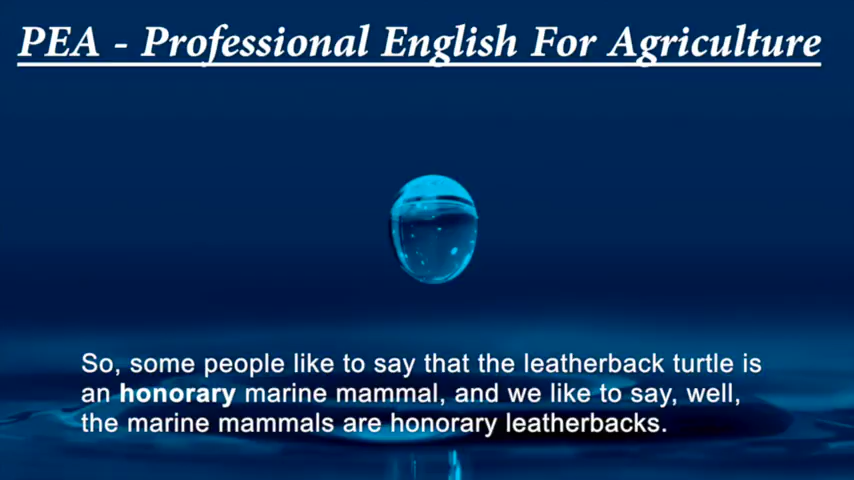 PEA - Professional English For Agriculture
So, some people like to say that the leatherback turtle is
an honorary marine mammal, and we like to say, well,
the marine mammals are honorary leatherbacks.